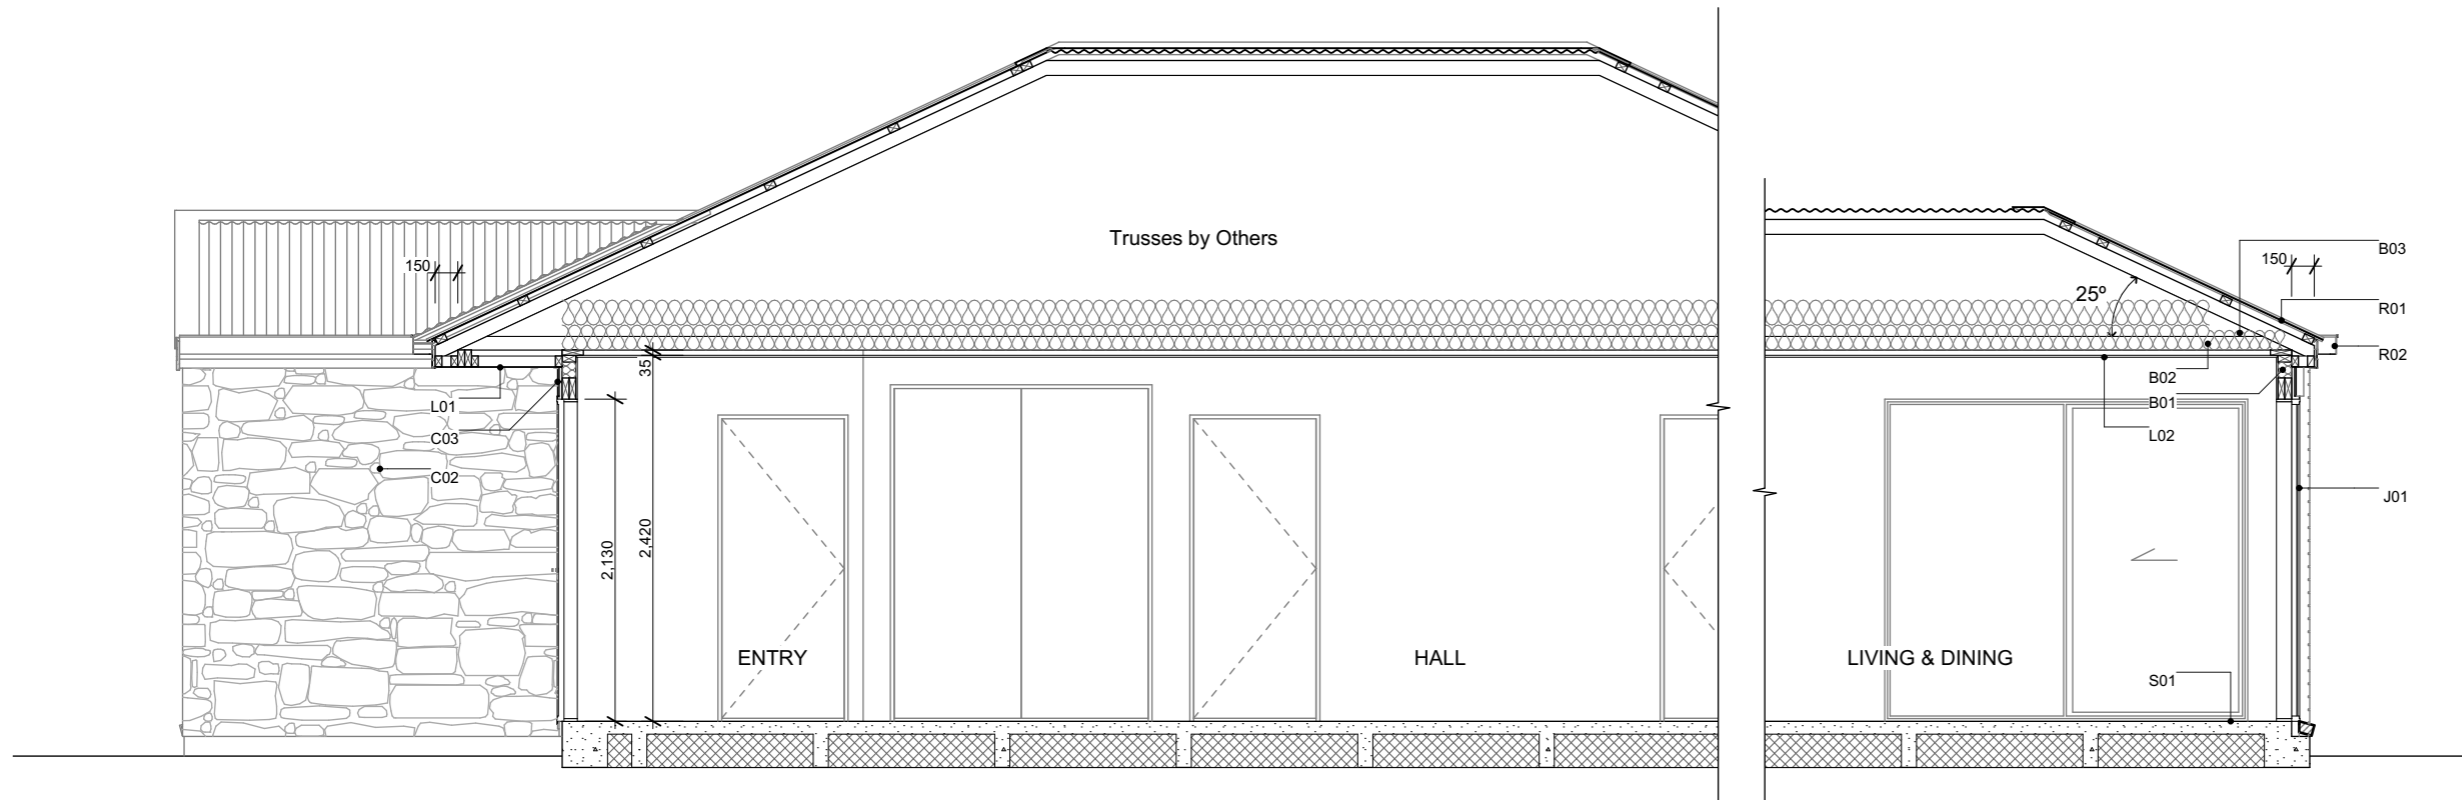 Trusses by Others
150
B03
150
25º
R01
R02
35
B02
L01
B01
C03
L02
C02
J01
2,130
2,420
ENTRY
HALL
LIVING & DINING
S01